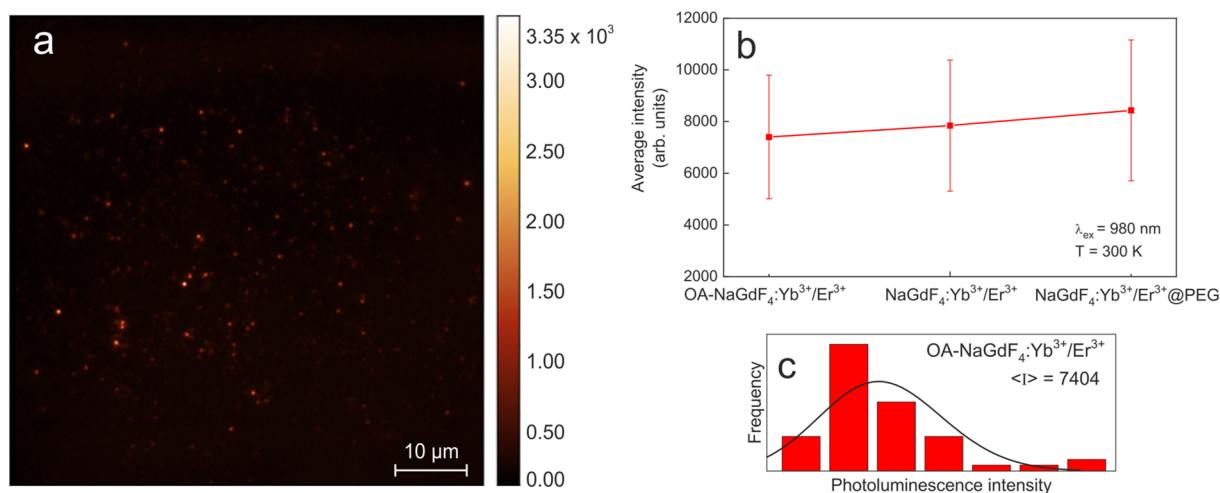 a
3.35 x 10³
3.00
2.50
2.00
1.50
1.00
0.50
0.00
10 µm
b
12000
10000
8000
6000
4000
2000
Average intensity
(arb. units)
λex = 980 nm
T = 300 K
OA-NaGdF₄:Yb³⁺/Er³⁺
NaGdF₄:Yb³⁺/Er³⁺
NaGdF₄:Yb³⁺/Er³⁺@PEG
c
OA-NaGdF₄:Yb³⁺/Er³⁺
<I> = 7404
Frequency
Photoluminescence intensity